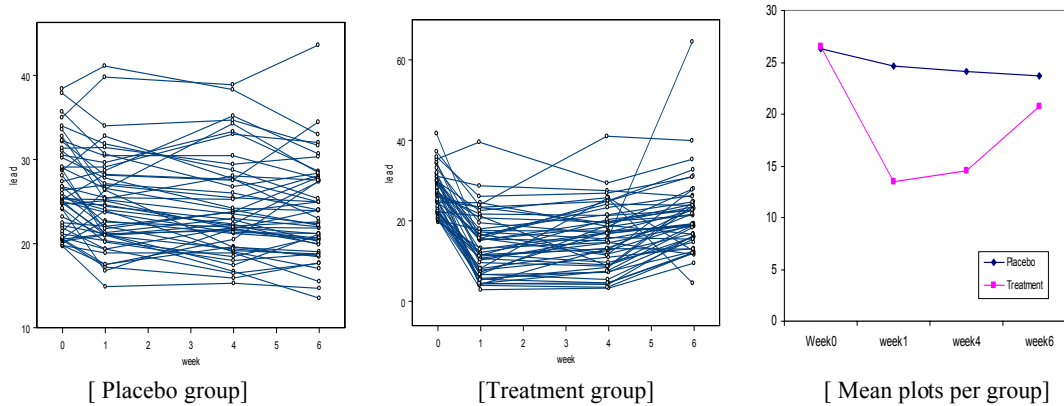 40
30
20
10
lead
0 1 2 3 4 5 6
week
[ Placebo group]
60
40
20
0
lead
0 1 2 3 4 5 6
week
[Treatment group]
30
25
20
15
10
5
0
Placebo
Treatment
Week0 week1 week4 week6
[ Mean plots per group]